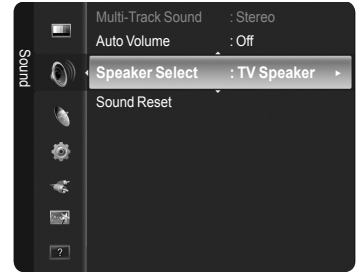 Sound
Multi-Track Sound : Stereo
Auto Volume : Off
Speaker Select : TV Speaker
Sound Reset
?